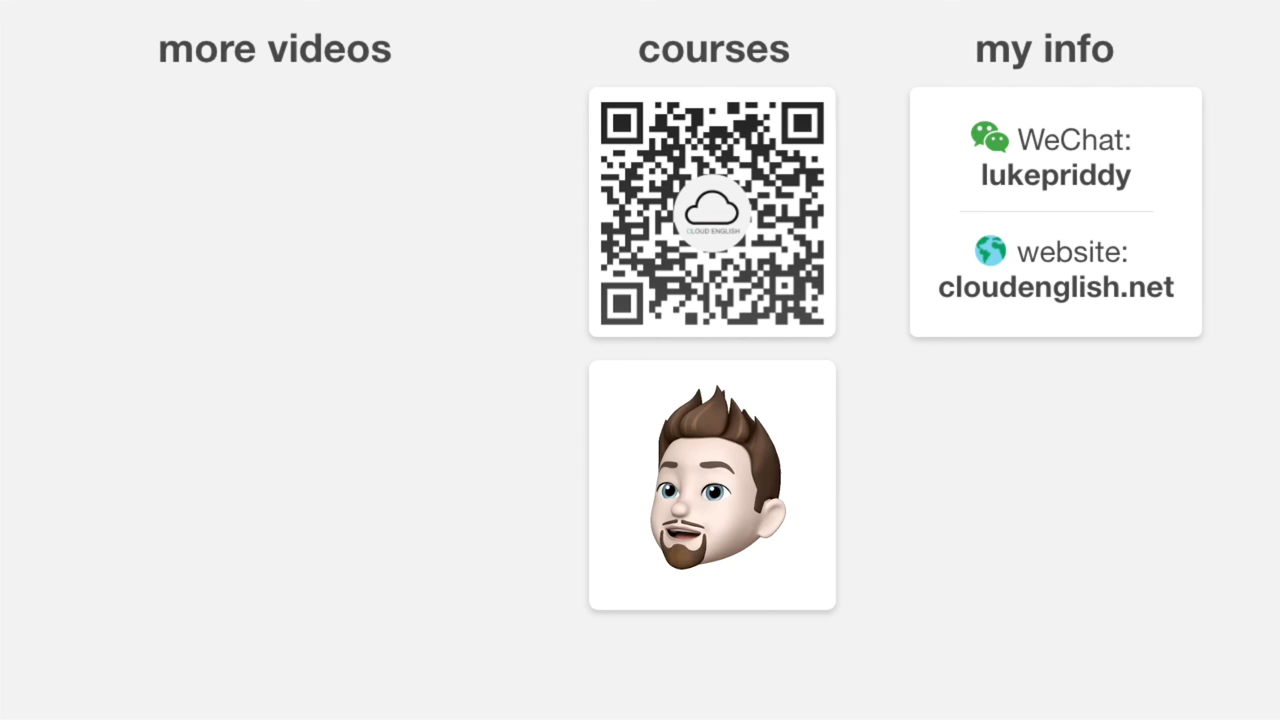 more videos
courses
CLOUD ENGLISH
my info
WeChat:
lukepriddy
website:
cloudenglish.net